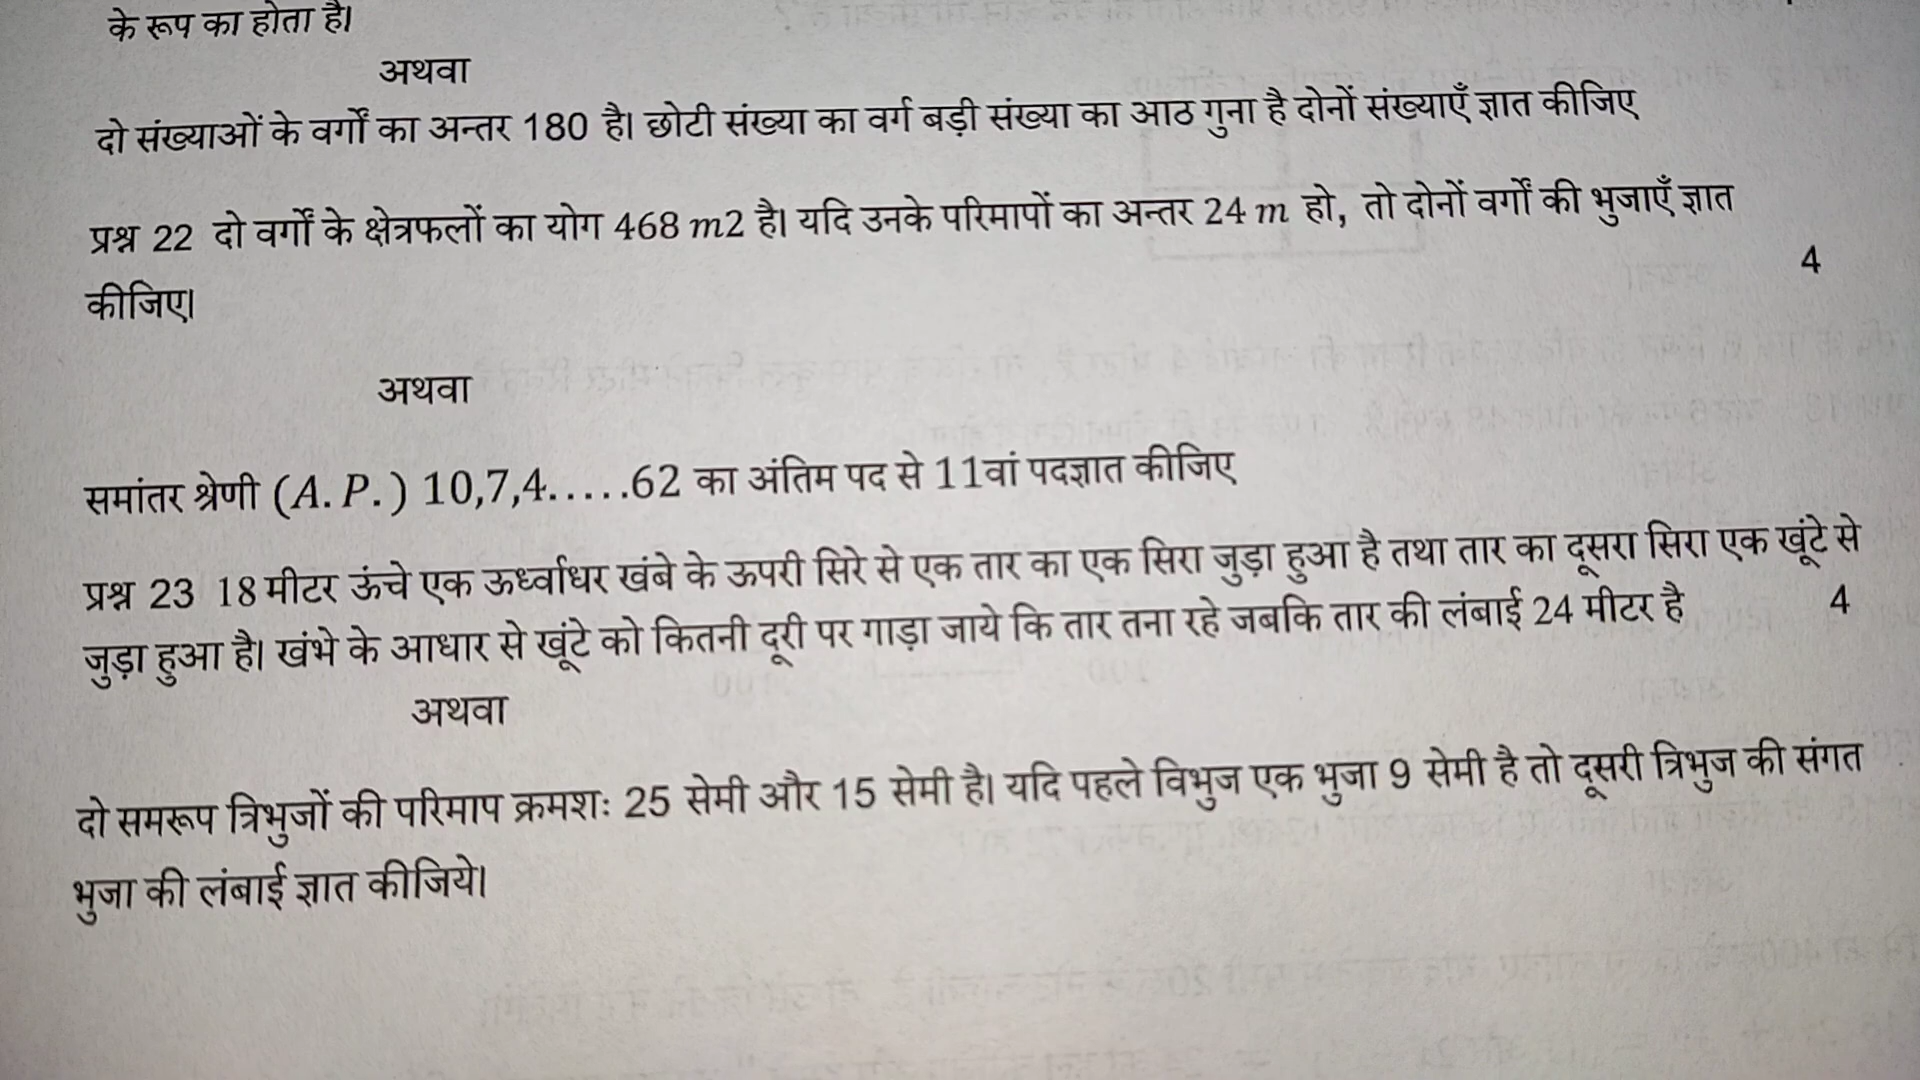 के रूप का होता है।
अथवा
दो संख्याओं के वर्गों का अन्तर 180 है। छोटी संख्या का वर्ग बड़ी संख्या का आठ गुना है दोनों संख्याएँ ज्ञात कीजिए
प्रश्न 22 दो वर्गों के क्षेत्रफलों का योग 468 m2 है। यदि उनके परिमापों का अन्तर 24 m हो, तो दोनों वर्गों की भुजाएँ ज्ञात
4
कीजिए।
अथवा
समांतर श्रेणी (A. P. ) 10,7,4.....62 का अंतिम पद से 11वां पदज्ञात कीजिए
प्रश्न 23 18 मीटर ऊंचे एक ऊर्ध्वाधर खंबे के ऊपरी सिरे से एक तार का एक सिरा जुड़ा हुआ है तथा तार का दूसरा सिरा एक खूंटे से
जुड़ा हुआ है। खंभे के आधार से खूंटे को कितनी दूरी पर गाड़ा जाये कि तार तना रहे जबकि तार की लंबाई 24 मीटर है 4
अथवा
दो समरूप त्रिभुजों की परिमाप क्रमशः 25 सेमी और 15 सेमी है। यदि पहले विभुज एक भुजा 9 सेमी है तो दूसरी त्रिभुज की संगत
भुजा की लंबाई ज्ञात कीजिये।